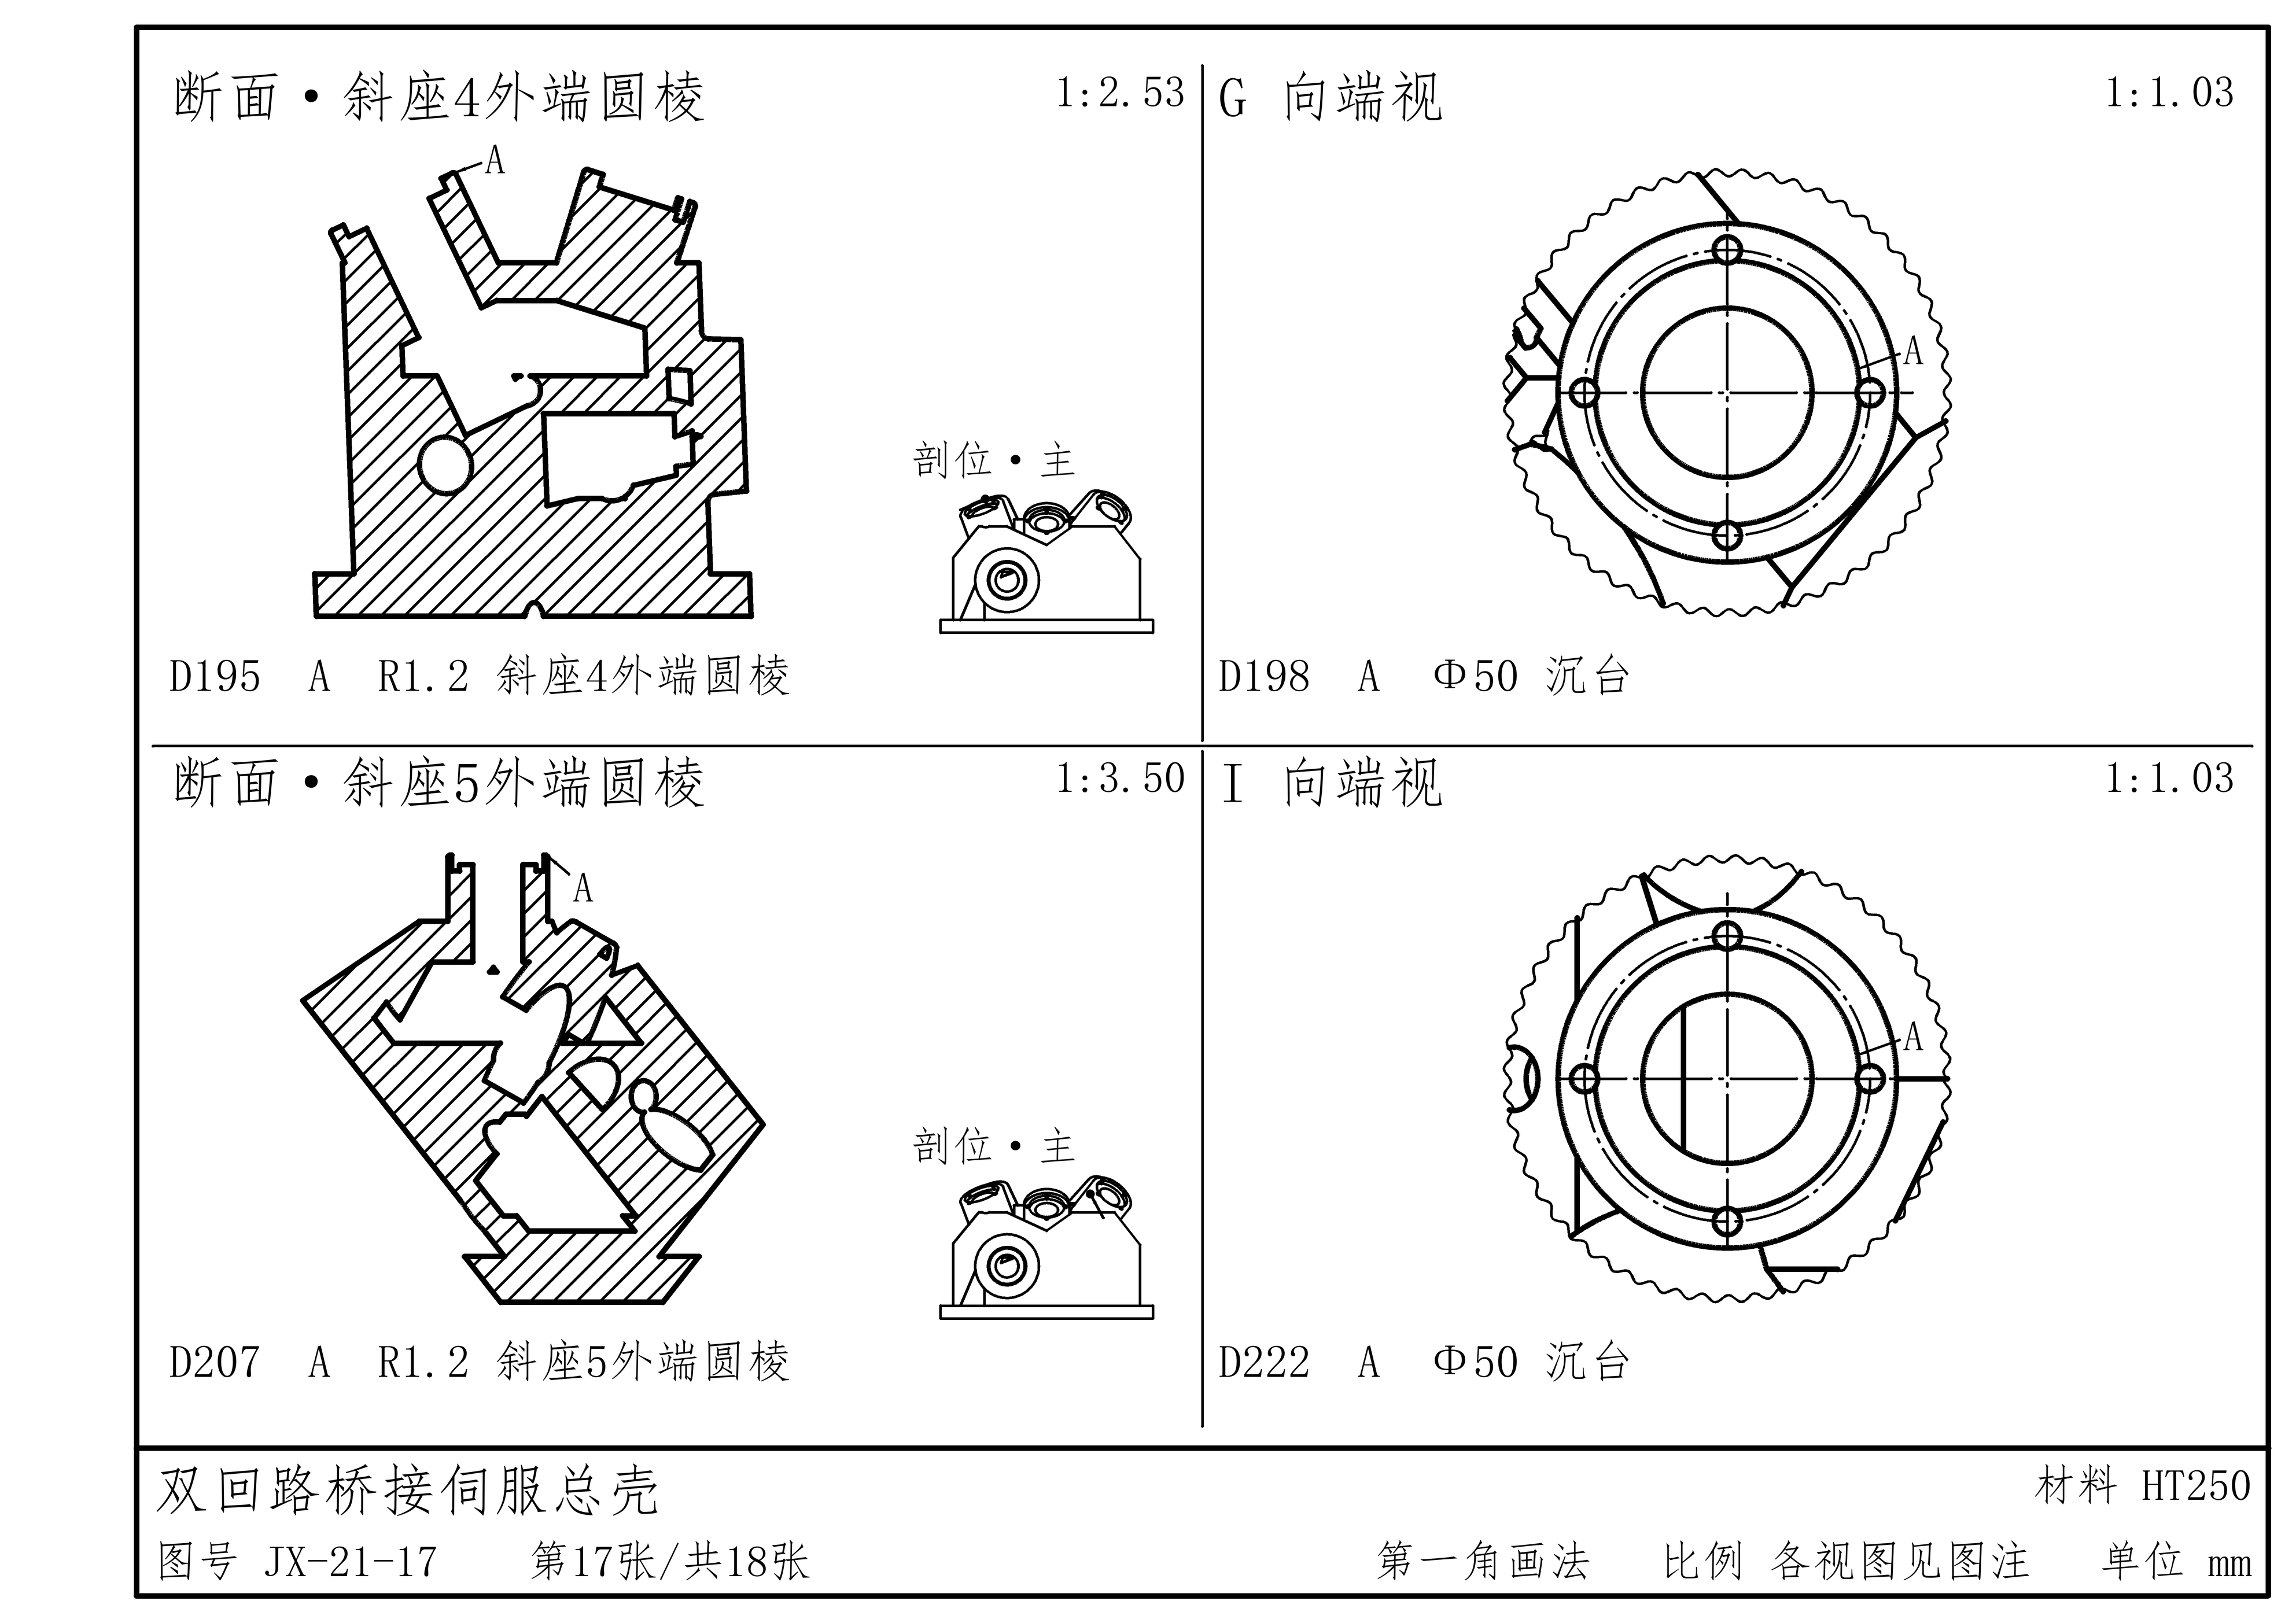 断面·斜座4外端圆棱 1:2.53
A
剖位·主
D195 A R1.2 斜座4外端圆棱
G 向端视 1:1.03
A
D198 A Φ50 沉台
断面·斜座5外端圆棱 1:3.50
A
剖位·主
D207 A R1.2 斜座5外端圆棱
I 向端视 1:1.03
A
D222 A Φ50 沉台
双回路桥接伺服总壳 材料 HT250
图号 JX-21-17 第17张/共18张 第一角画法 比例 各视图见图注 单位 mm